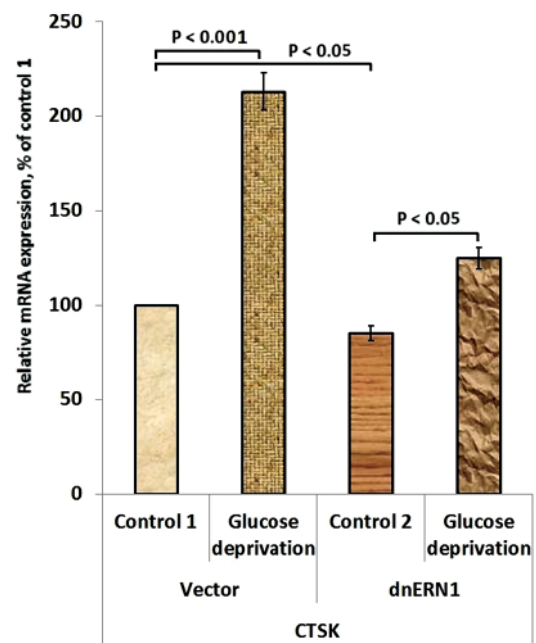 Relative mRNA expression, % of control 1
250
200
150
100
50
0
P < 0.001
P < 0.05
P < 0.05
Control 1
Glucose
deprivation
Control 2
Glucose
deprivation
Vector
dnERN1
CTSK